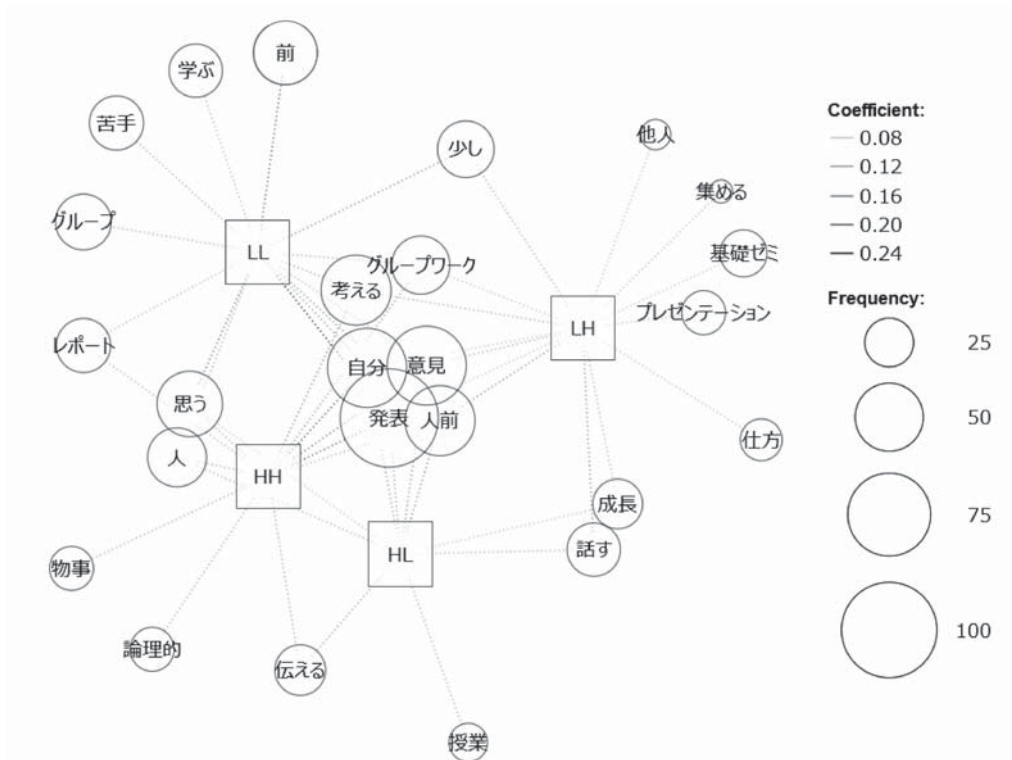 前
学ぶ
苦手
少し
他人
集める
グループ
LL
基礎ゼミ
グループワーク
考える
プレゼンテーション
LH
レポート
自分
意見
思う
発表
人前
人
仕方
HH
成長
HL
話す
物事
論理的
伝える
授業
Coefficient:
0.08
0.12
0.16
0.20
0.24
Frequency:
25
50
75
100